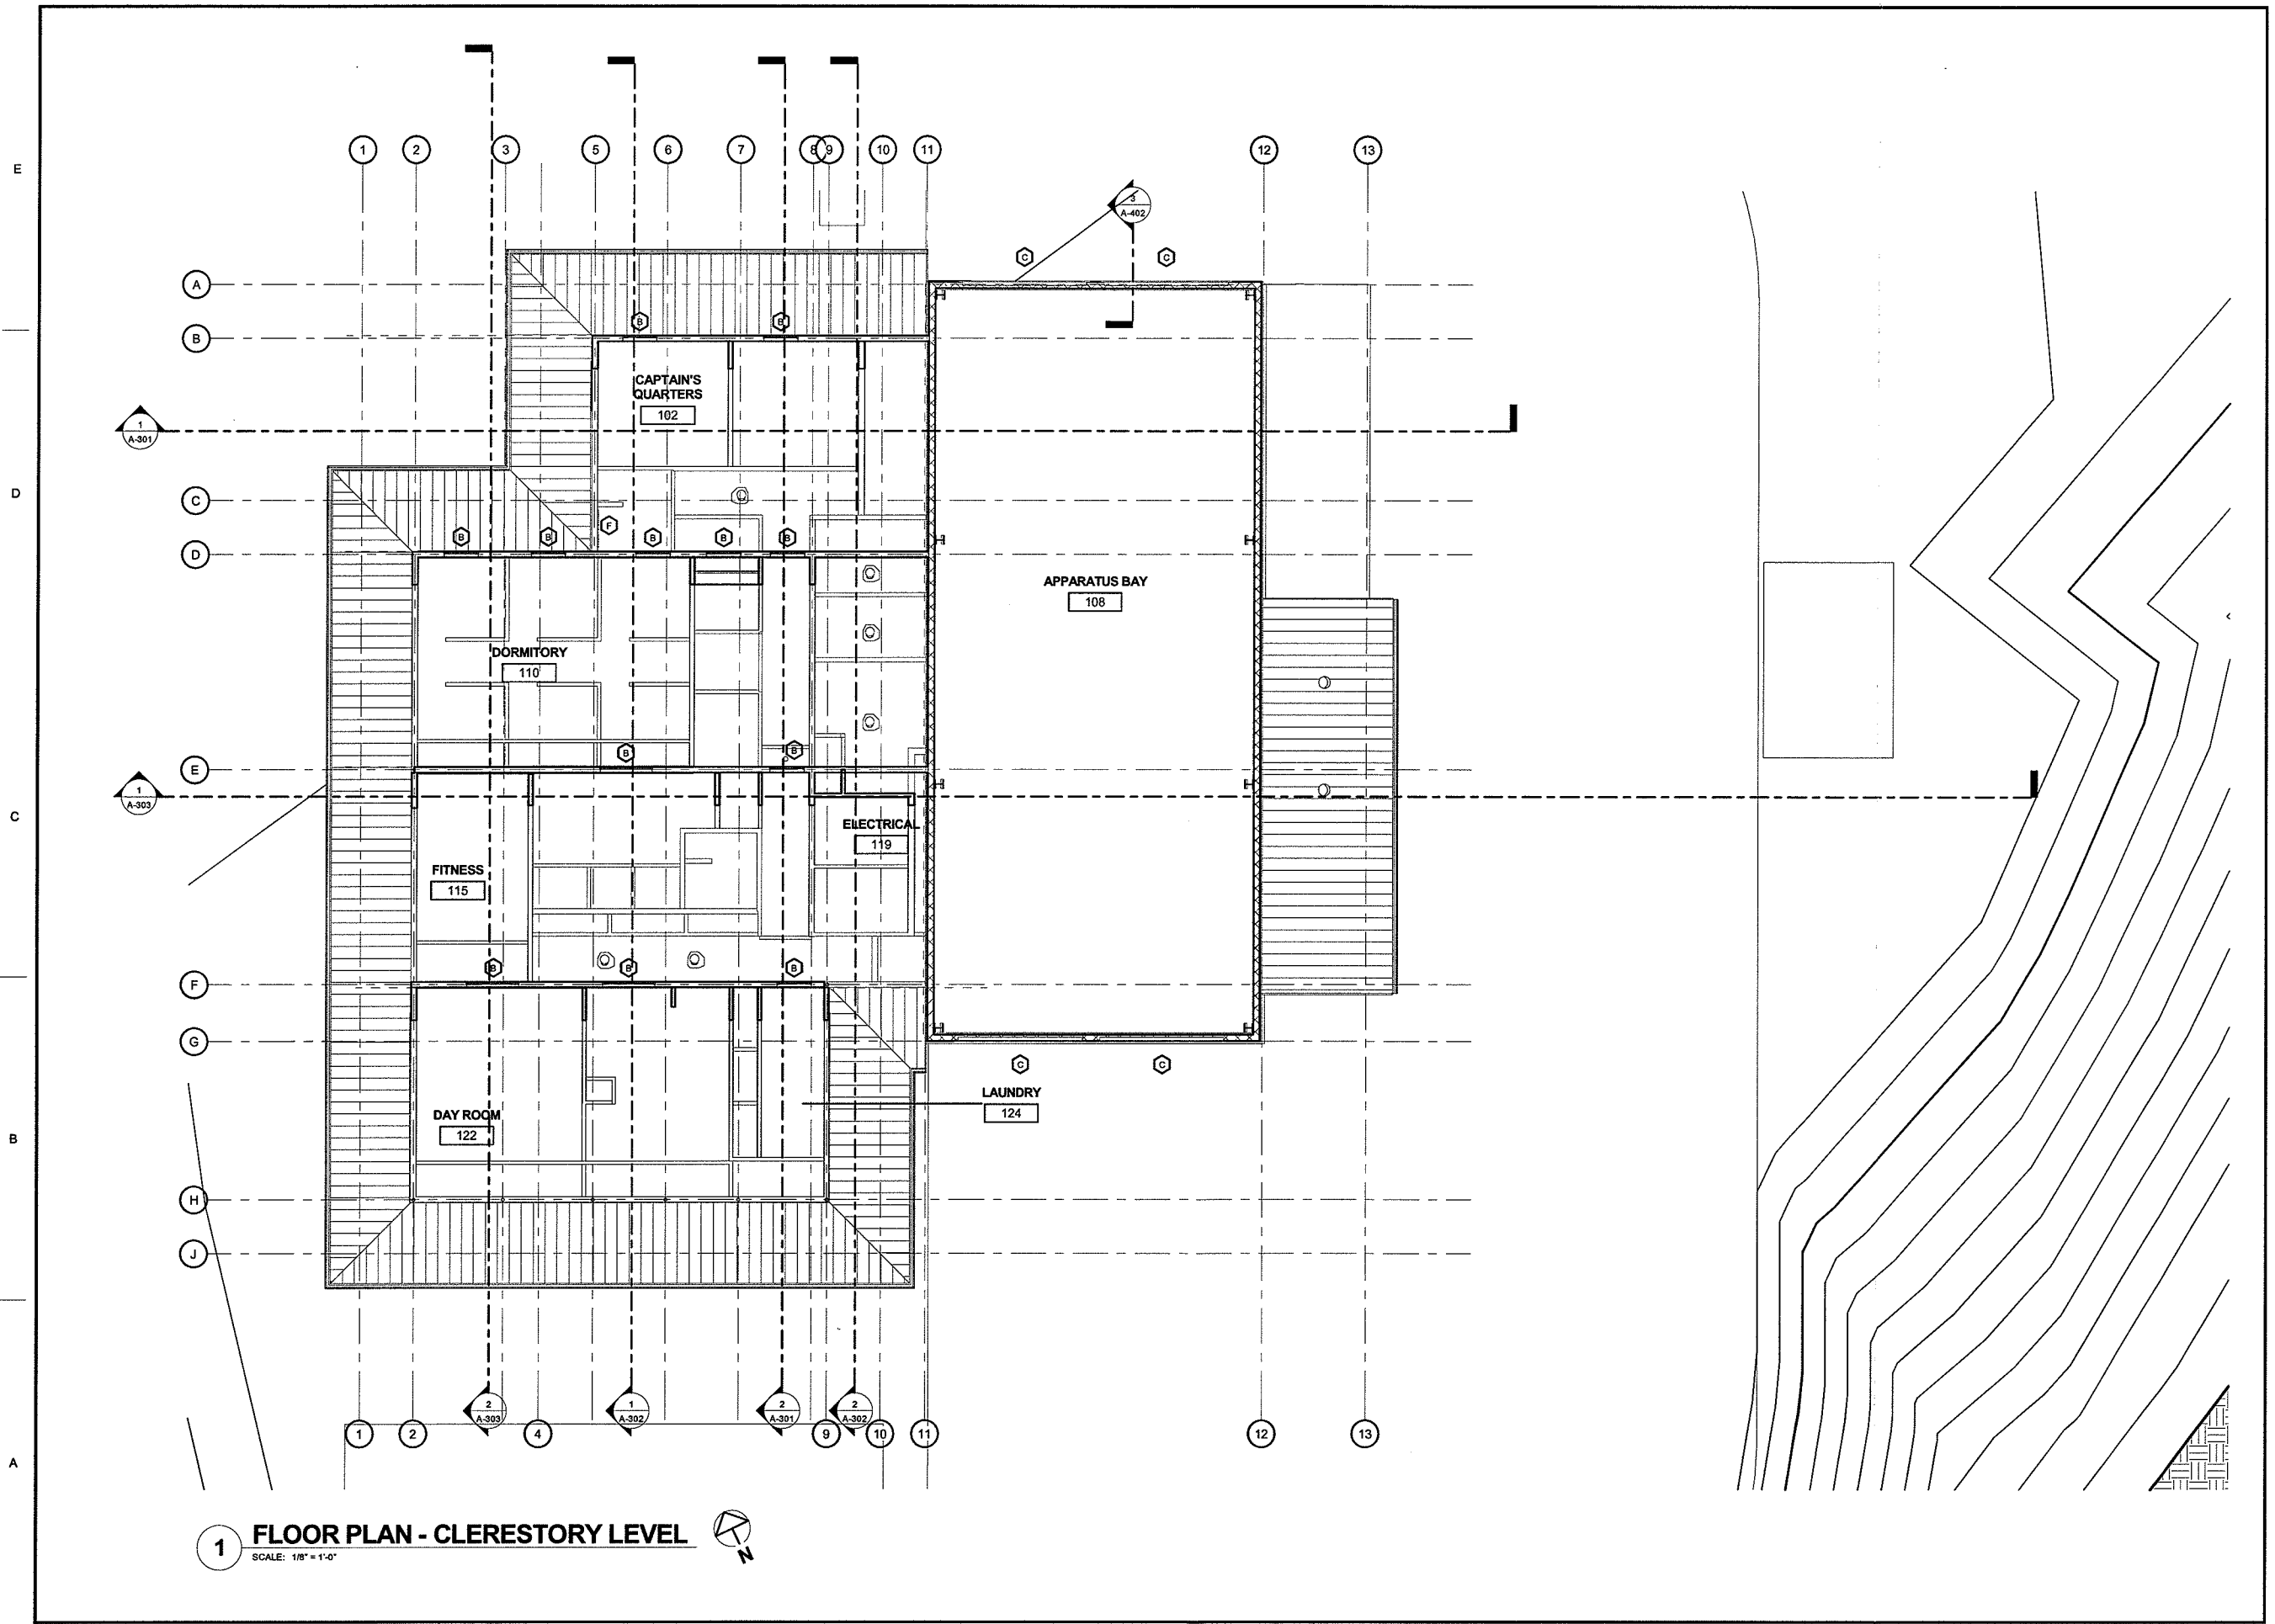 1 2 3 5 6 7 8 9 10 11 12 13
E
3
A-402
C C
A
B B
B
CAPTAIN'S
QUARTERS
102
1
A-301
D
C
F
B B B B B
D
APPARATUS BAY
108
DORMITORY
110
B B
E
1
A-303
C
ELECTRICAL
119
FITNESS
115
B B B
F
G
C C
LAUNDRY
124
DAY ROOM
122
B
H
J
2
A-303
1
A-302
2
A-301
2
A-302
1 2 4 9 10 11 12 13
A
1 FLOOR PLAN - CLERESTORY LEVEL
SCALE: 1/8" = 1'-0"
N